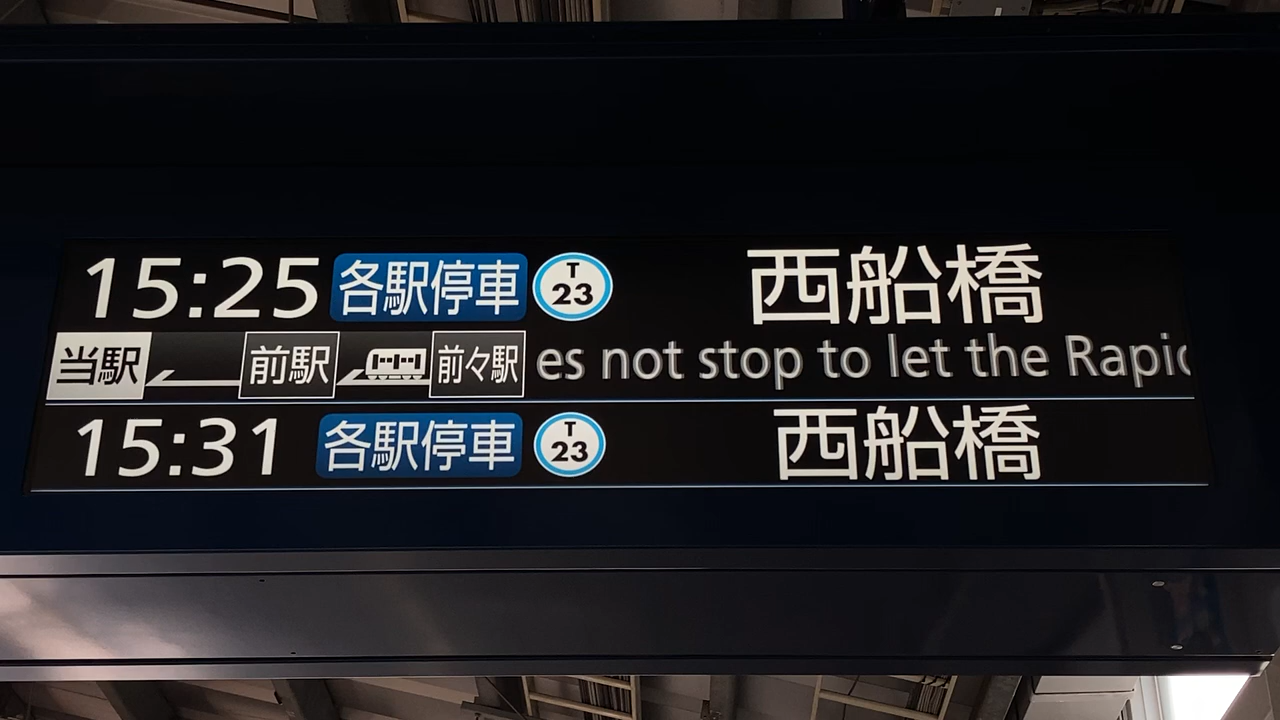 15:25 各駅停車 T 23 西船橋
当駅 前駅 前々駅 es not stop to let the Rapid
15:31 各駅停車 T 23 西船橋